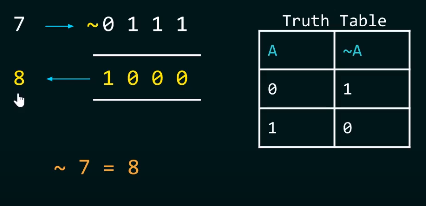 7 → ~0 1 1 1
8 ← 1 0 0 0
~ 7 = 8
Truth Table
A ~A
0 1
1 0